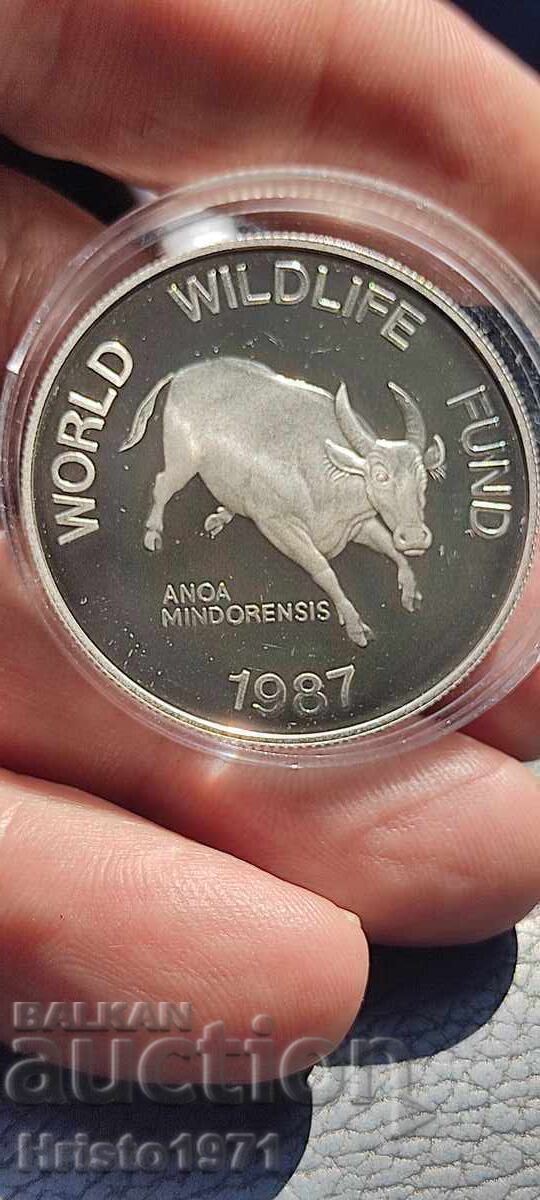 WORLD WILDLIFE FUND
ANOA
MINDORENSIS
1987
BALKAN
auction
Hristo1971